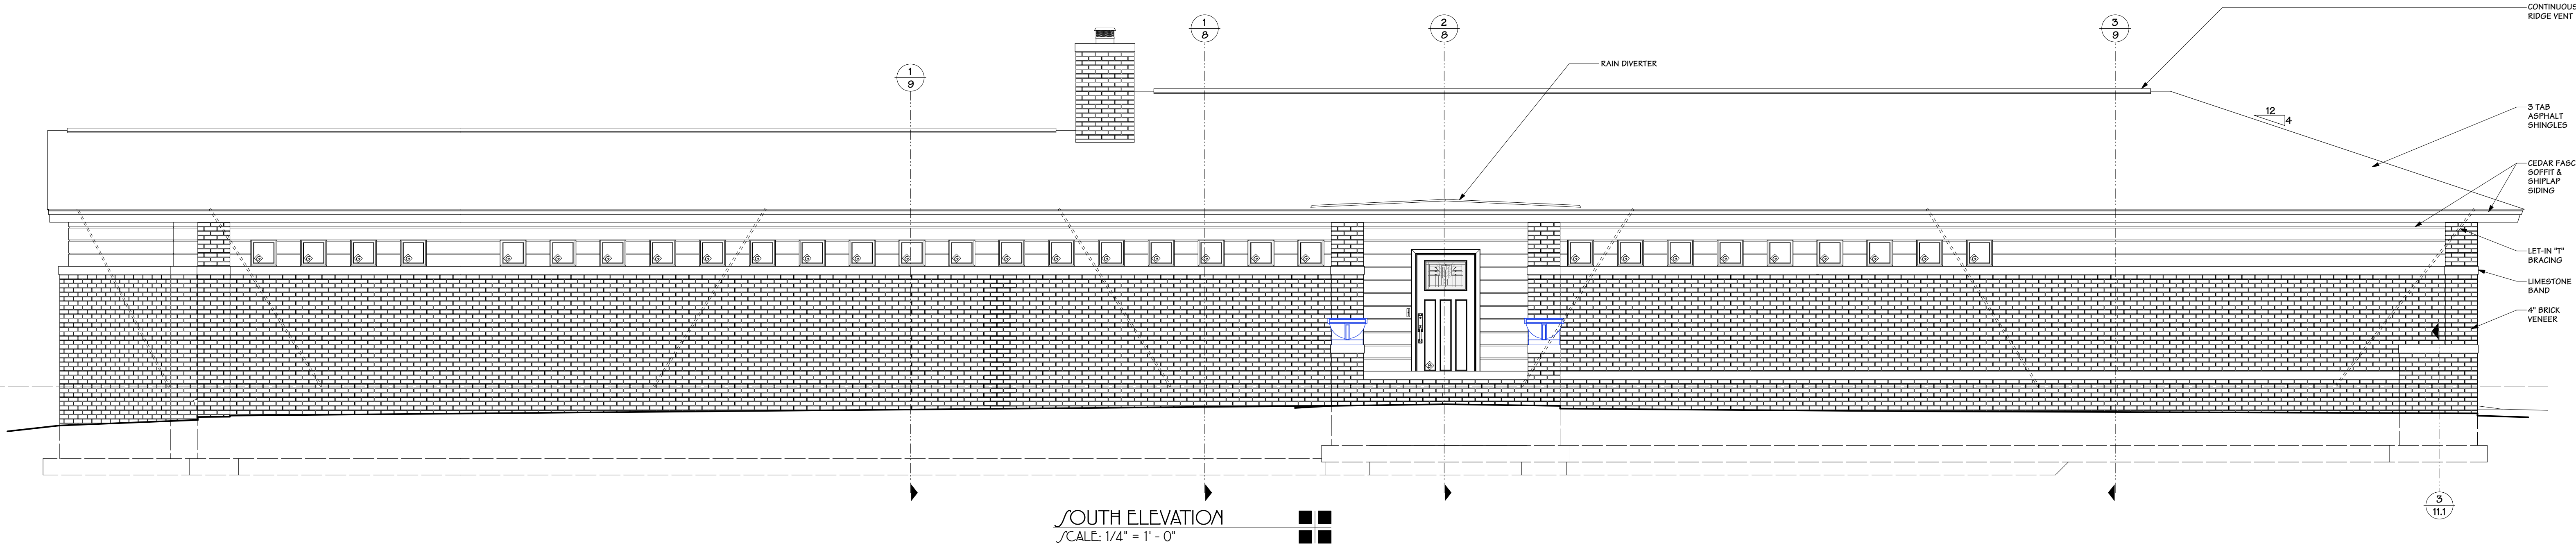 CONTINUOUS
RIDGE VENT
1
8
2
8
3
9
1
9
RAIN DIVERTER
12
4
3 TAB
ASPHALT
SHINGLES
CEDAR FASC
SOFFIT &
SHIPLAP
SIDING
LET-IN "T"
BRACING
LIMESTONE
BAND
4" BRICK
VENEER
3
11.1
SOUTH ELEVATION
SCALE: 1/4" = 1' - 0"